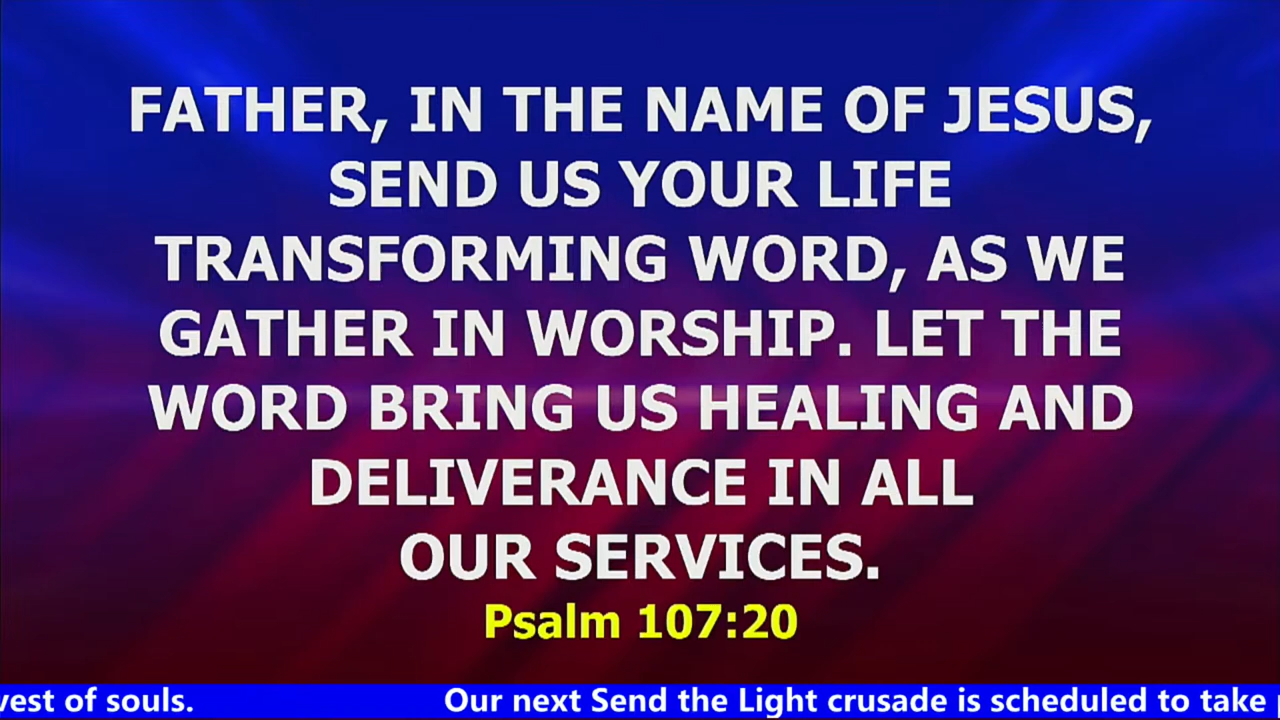 FATHER, IN THE NAME OF JESUS,
SEND US YOUR LIFE
TRANSFORMING WORD, AS WE
GATHER IN WORSHIP. LET THE
WORD BRING US HEALING AND
DELIVERANCE IN ALL
OUR SERVICES.
Psalm 107:20
of souls. Our next Send the Light crusade is scheduled to take